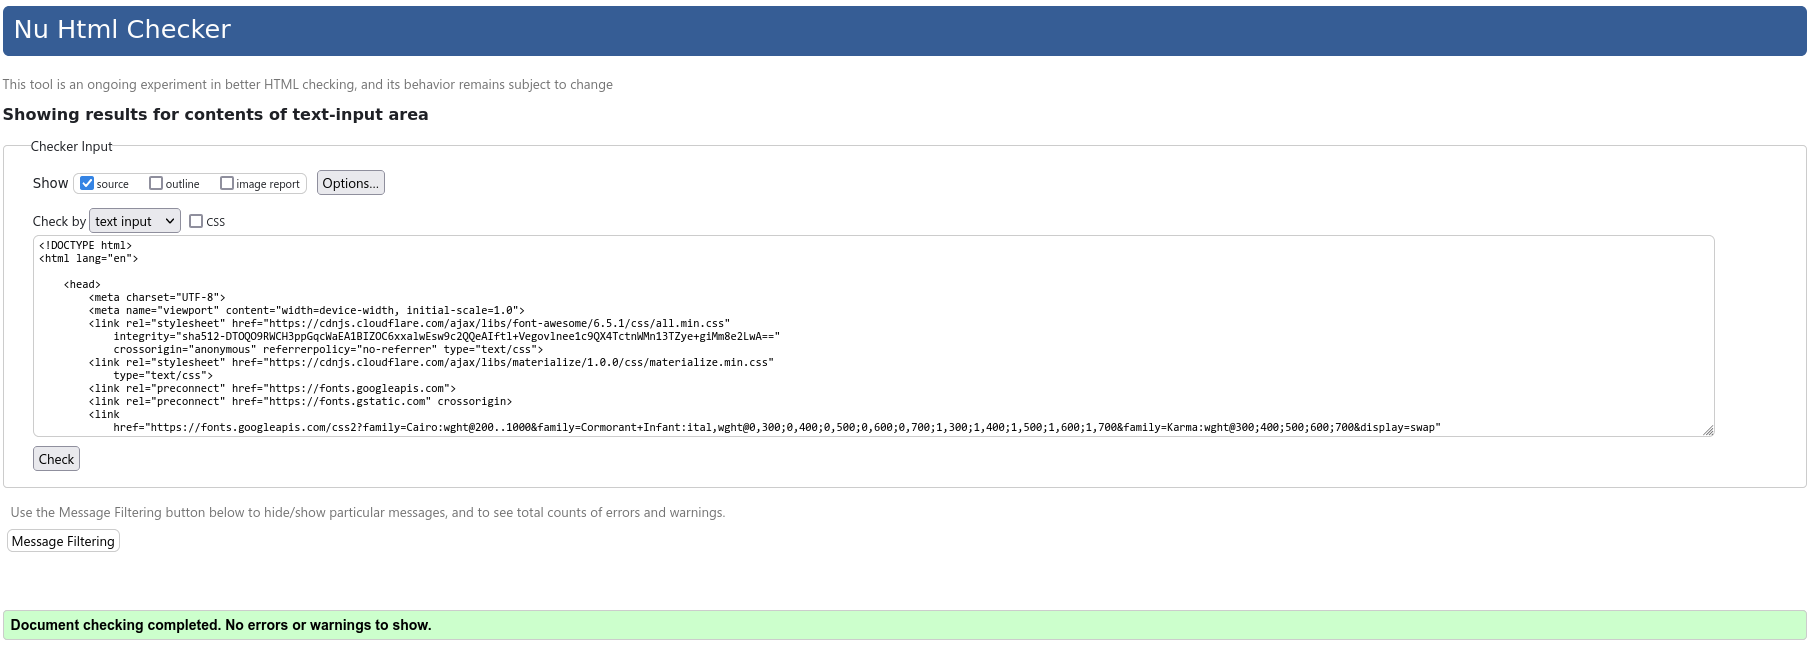 Nu Html Checker
This tool is an ongoing experiment in better HTML checking, and its behavior remains subject to change
Showing results for contents of text-input area
Checker Input
Show source outline image report Options...
Check by text input CSS
<!DOCTYPE html>
<html lang="en">
<head>
<meta charset="UTF-8">
<meta name="viewport" content="width=device-width, initial-scale=1.0">
<link rel="stylesheet" href="https://cdnjs.cloudflare.com/ajax/libs/font-awesome/6.5.1/css/all.min.css"
integrity="sha512-DTOQO9RWCH3ppGqcWaEA1BIZOC6xxalwEsw9c2QQeAIftl+Vegovlnee1c9QX4TctnWMn13TZye+giMm8e2LwA=="
crossorigin="anonymous" referrerpolicy="no-referrer" type="text/css">
<link rel="stylesheet" href="https://cdnjs.cloudflare.com/ajax/libs/materialize/1.0.0/css/materialize.min.css"
type="text/css">
<link rel="preconnect" href="https://fonts.googleapis.com">
<link rel="preconnect" href="https://fonts.gstatic.com" crossorigin>
<link
href="https://fonts.googleapis.com/css2?family=Cairo:wght@200..1000&family=Cormorant+Infant:ital,wght@0,300;0,400;0,500;0,600;0,700;1,300;1,400;1,500;1,600;1,700&family=Karma:wght@300;400;500;600;700&display=swap"
Check
Use the Message Filtering button below to hide/show particular messages, and to see total counts of errors and warnings.
Message Filtering
Document checking completed. No errors or warnings to show.